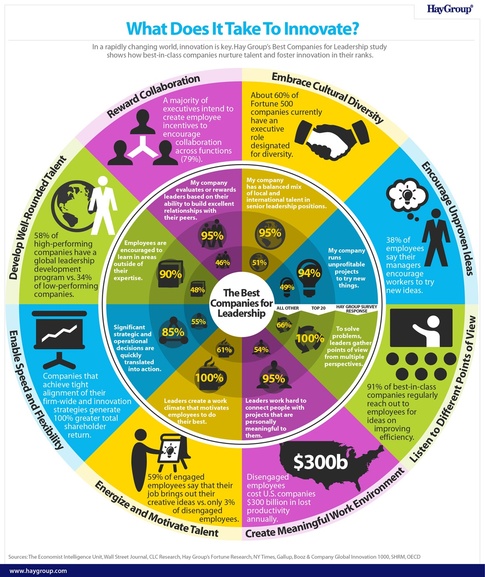 HayGroup®
What Does It Take To Innovate?
In a rapidly changing world, innovation is key. Hay Group's Best Companies for Leadership study
shows how best-in-class companies nurture talent and foster innovation in their ranks.
Reward Collaboration
A majority of
executives intend to
create employee
incentives to
encourage
collaboration
across functions
(79%).
Embrace Cultural Diversity
About 60% of
Fortune 500
companies currently
have an
executive
role
designated
for diversity.
Encourage Unproven Ideas
38% of
employees
say their
managers
encourage
workers to
try new
ideas.
Listen to Different Points of View
91% of best-in-class
companies regularly
reach out to
employees for
ideas on
improving
efficiency.
Create Meaningful Work Environment
$300b
Disengaged
employees
cost U.S. companies
$300 billion in lost
productivity
annually.
Energize and Motivate Talent
59% of engaged
employees say that their
job brings out their
creative ideas vs. only 3%
of disengaged
employees.
Enable Speed and Flexibility
Companies that
achieve tight
alignment of their
firm-wide and innovation
strategies generate
100% greater total
shareholder
return.
Develop Well-Rounded Talent
58% of
high-performing
companies have a
global leadership
development
program vs. 34%
of low-performing
companies.
My company
evaluates or rewards
leaders based on their
ability to build excellent
relationships with
their peers.
95%
46%
My company
has a balanced mix
of local and
international talent in
senior leadership positions.
95%
51%
My company
runs
unprofitable
projects
to try new
things.
94%
49%
The Best
Companies for
Leadership
ALL OTHER
TOP 20
HAY GROUP SURVEY
RESPONSE
To solve
problems,
leaders gather
points of view
from multiple
perspectives.
66%
100%
Leaders work hard to
connect people with
projects that are
personally
meaningful to
them.
54%
95%
Leaders create a work
climate that motivates
employees to do
their best.
61%
100%
Significant
strategic and
operational
decisions are
quickly
translated
into action.
55%
85%
Employees are
encouraged to
learn in areas
outside of
their
expertise.
90%
48%
Sources: The Economist Intelligence Unit, Wall Street Journal, CLC Research, Hay Group's Fortune Research, NY Times, Gallup, Booz & Company Global Innovation 1000, SHRM, OECD
www.haygroup.com